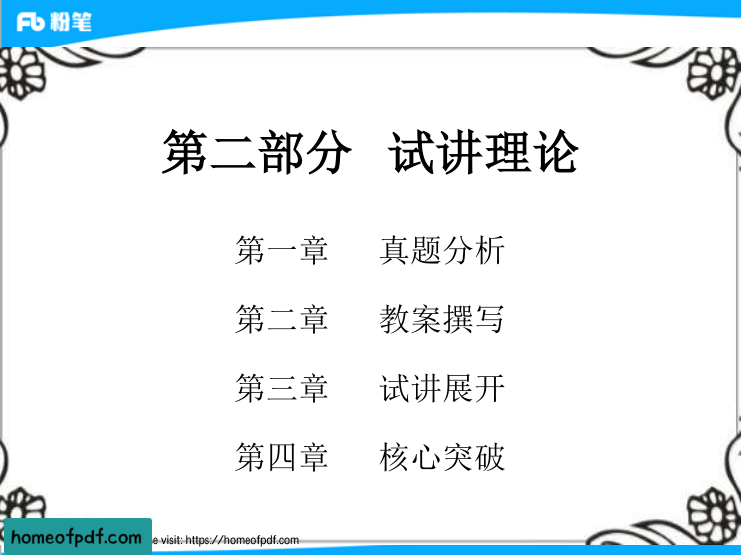 Fb 粉笔
第二部分 试讲理论
第一章 真题分析
第二章 教案撰写
第三章 试讲展开
第四章 核心突破
homeofpdf.com
e visit: https://homeofpdf.com